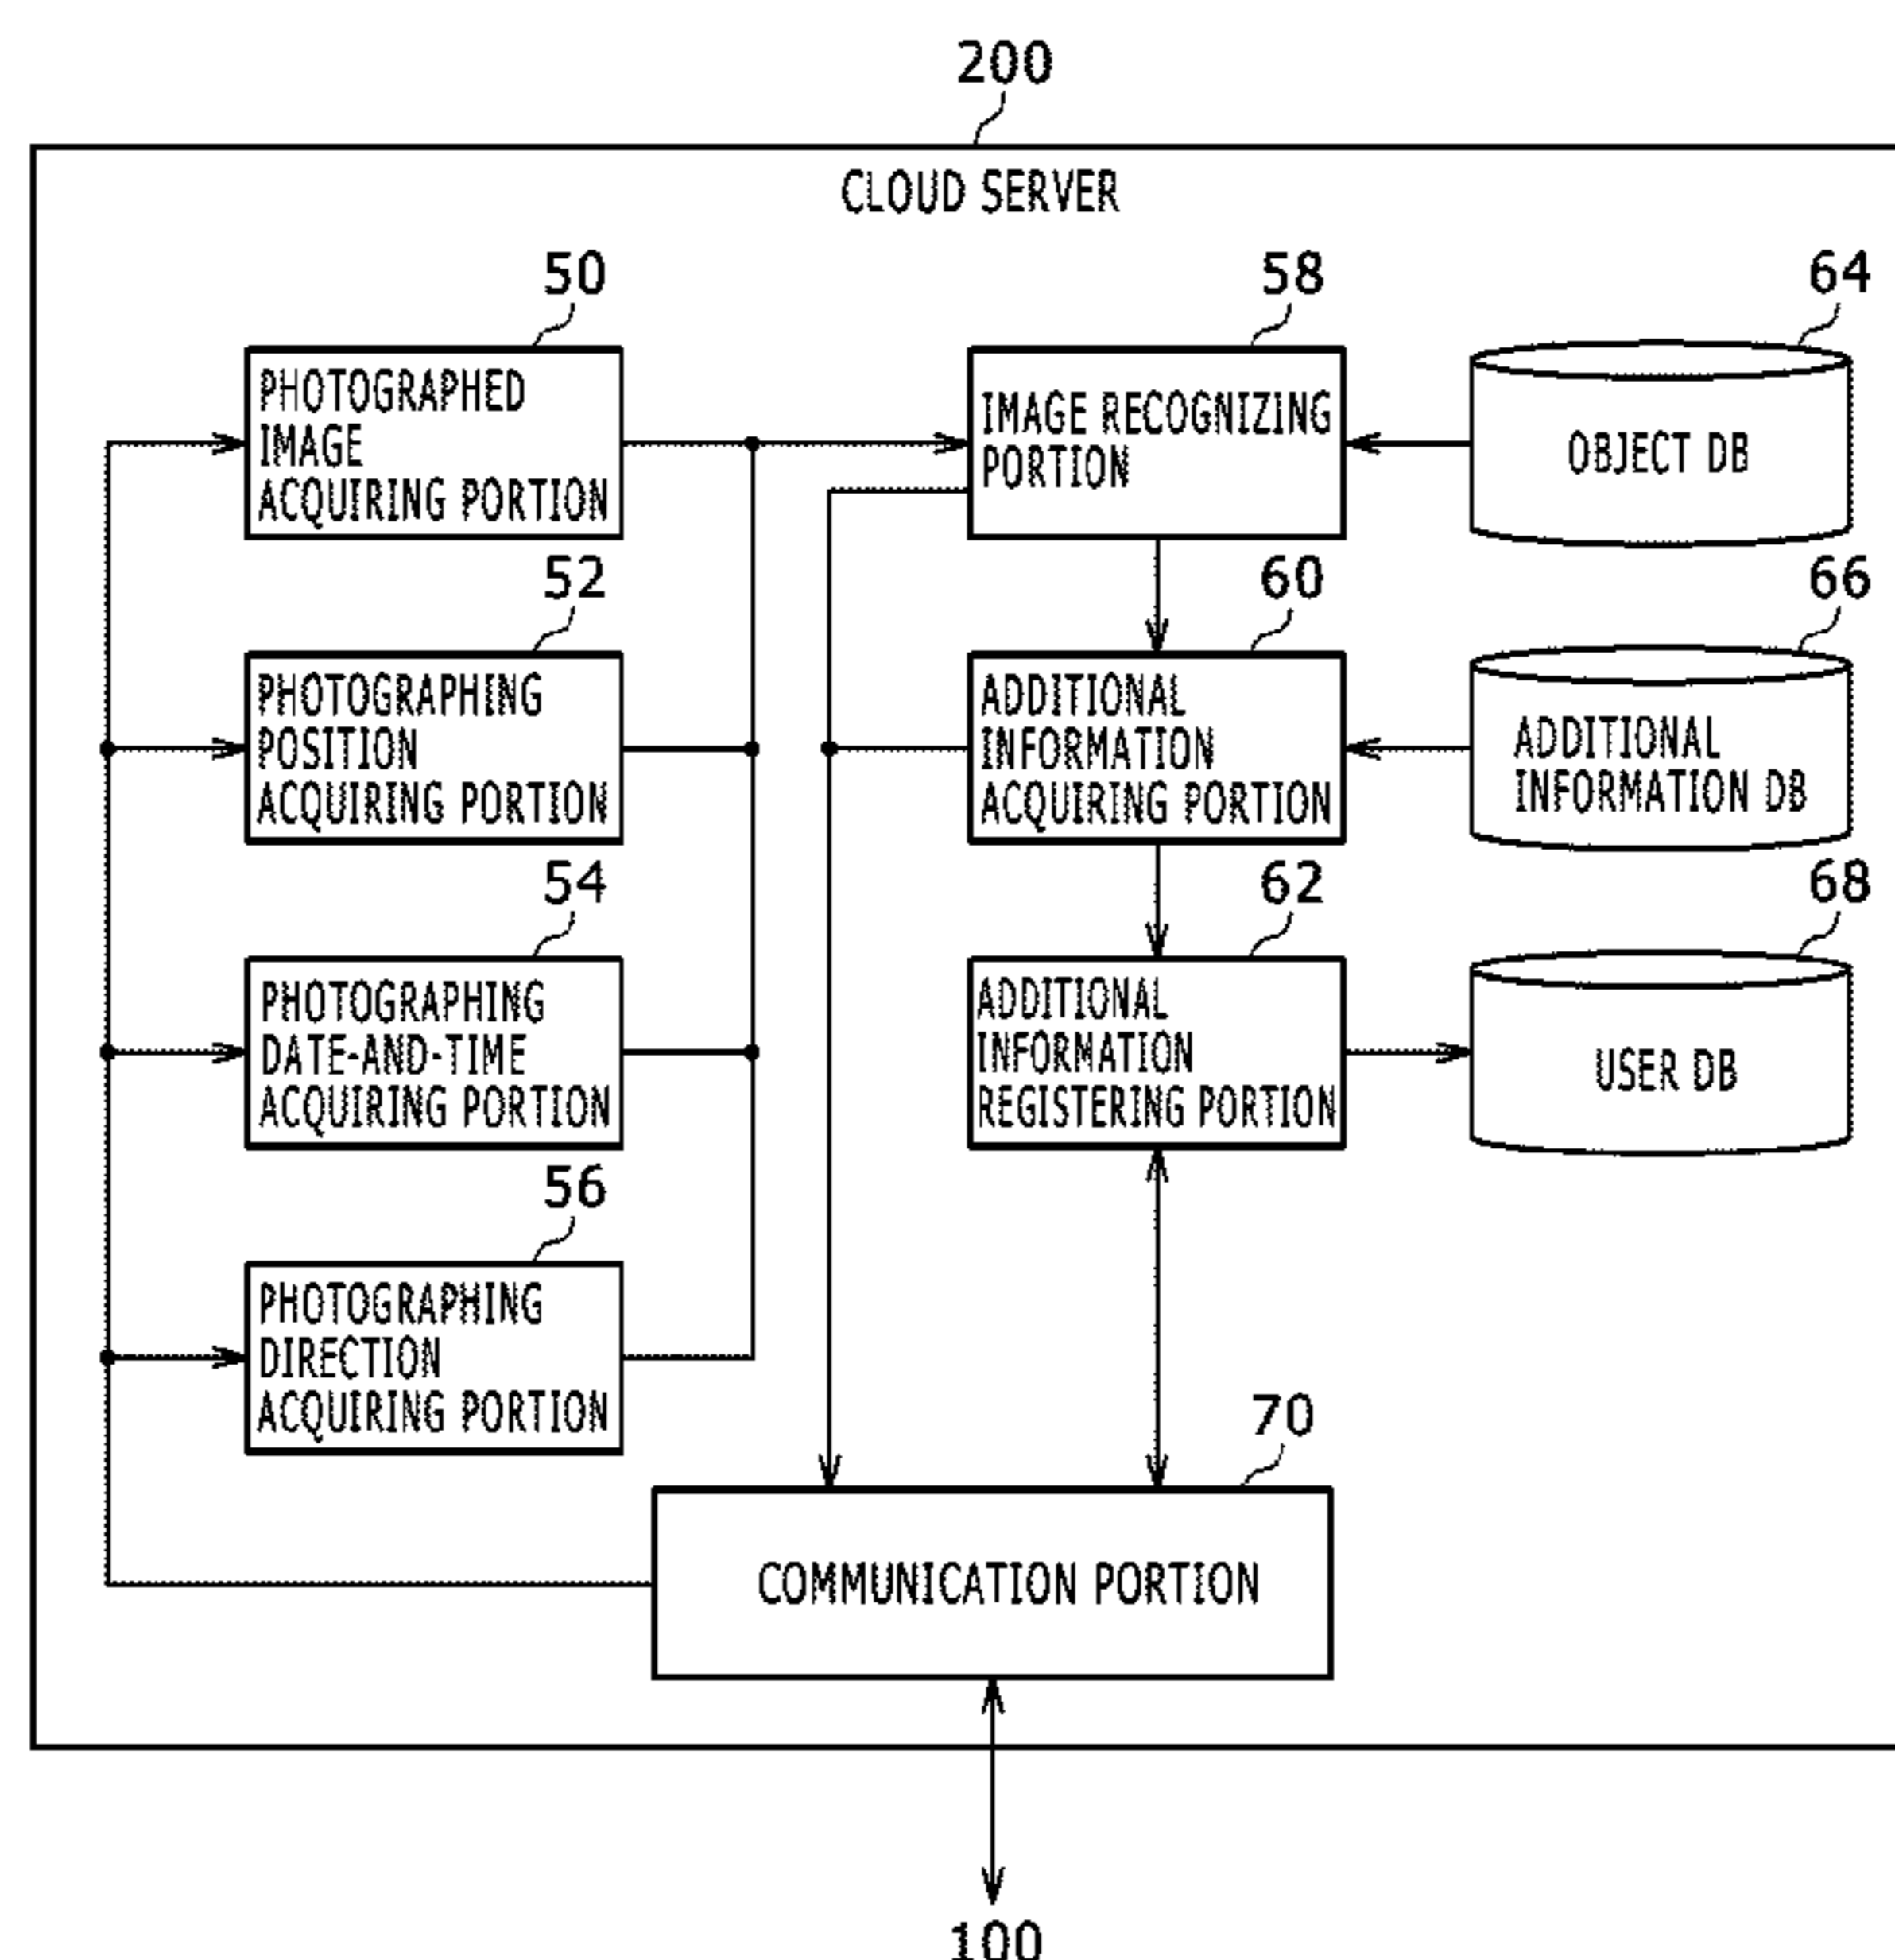 200
CLOUD SERVER
50
PHOTOGRAPHED
IMAGE
ACQUIRING PORTION
58
IMAGE RECOGNIZING
PORTION
64
OBJECT DB
52
PHOTOGRAPHING
POSITION
ACQUIRING PORTION
60
ADDITIONAL
INFORMATION
ACQUIRING PORTION
66
ADDITIONAL
INFORMATION DB
54
PHOTOGRAPHING
DATE-AND-TIME
ACQUIRING PORTION
62
ADDITIONAL
INFORMATION
REGISTERING PORTION
68
USER DB
56
PHOTOGRAPHING
DIRECTION
ACQUIRING PORTION
70
COMMUNICATION PORTION
100